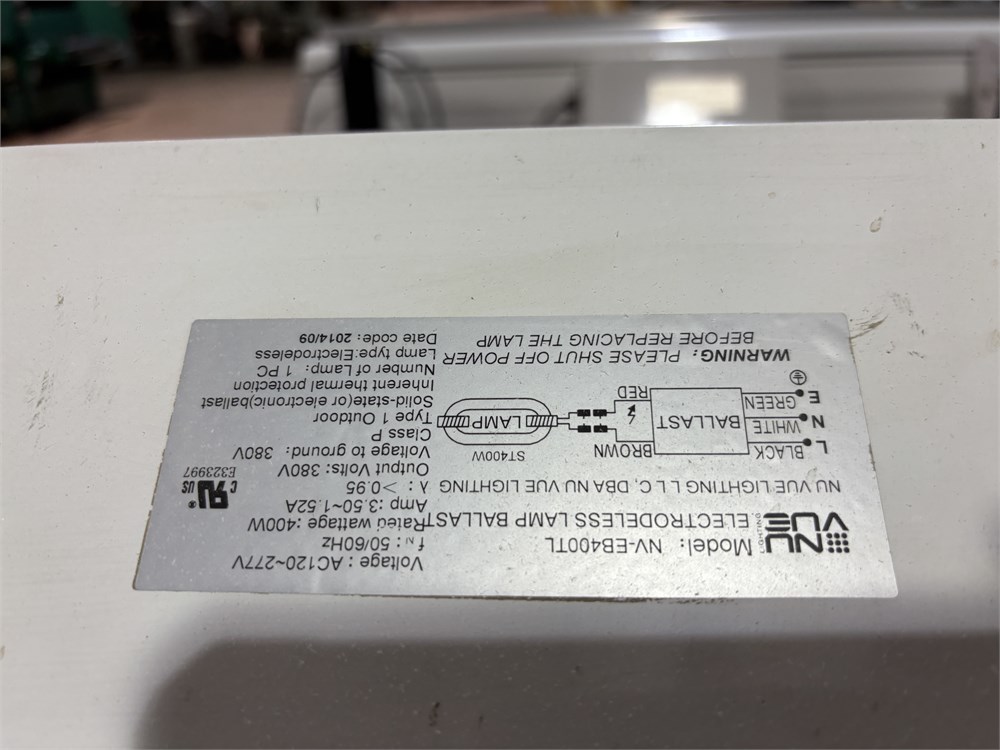 NU
VUE
LIGHTING
Model: NV-EB400TL
ELECTRODELESS LAMP BALLAST
NU VUE LIGHTING L L C, DBA NU VUE LIGHTING
L
BLACK
N
WHITE
E
GREEN
BALLAST
BROWN
RED
ST400W
LAMP
WARNING: PLEASE SHUT OFF POWER
BEFORE REPLACING THE LAMP
Voltage : AC120~277V
f N : 50/60Hz
Rated wattage : 400W
Amp :3.50~1.52A
λ : >0.95
Output Volts: 380V
Voltage to ground: 380V
Class P
Type 1 Outdoor
Solid-state(or electronic)ballast
Inherent thermal protection
Number of Lamp: 1 PC
Lamp type:Electrodeless
Date code: 2014/09
c RU US ®
E323997